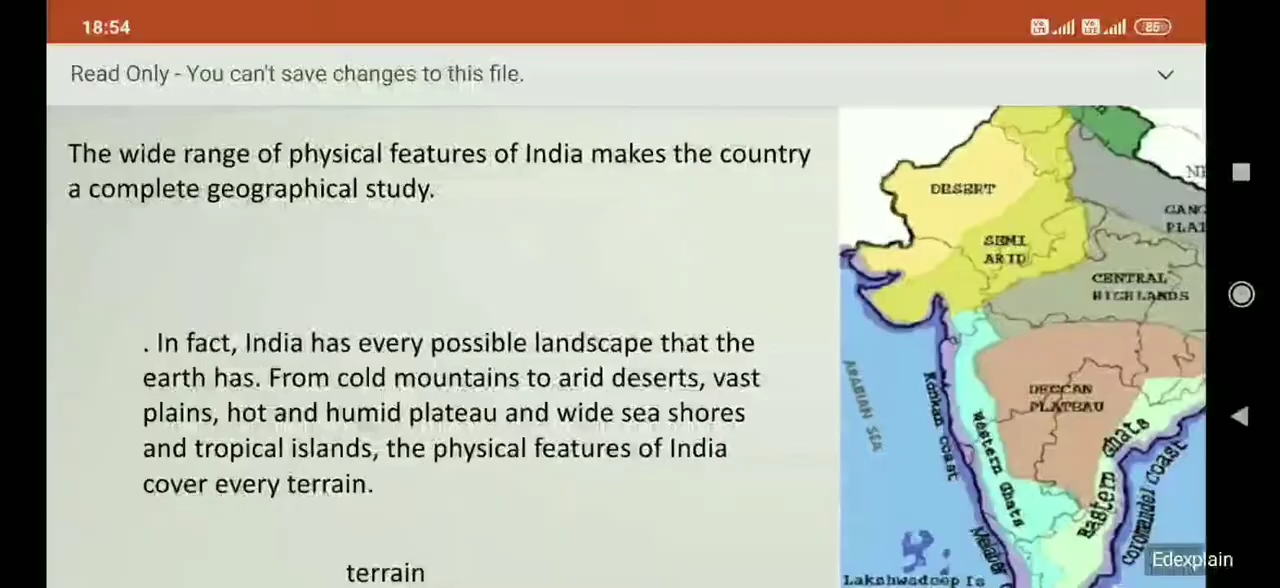 18:54
85
Read Only - You can't save changes to this file.
The wide range of physical features of India makes the country
a complete geographical study.
. In fact, India has every possible landscape that the
earth has. From cold mountains to arid deserts, vast
plains, hot and humid plateau and wide sea shores
and tropical islands, the physical features of India
cover every terrain.
terrain
DESERT
SEMI
ARID
CENTRAL
HIGHLANDS
DECCAN
PLATEAU
ARABIAN SEA
Konkan coast
Western Ghats
Eastern Ghats
Coromandel coast
Lakshwadeep Is
Edexplain